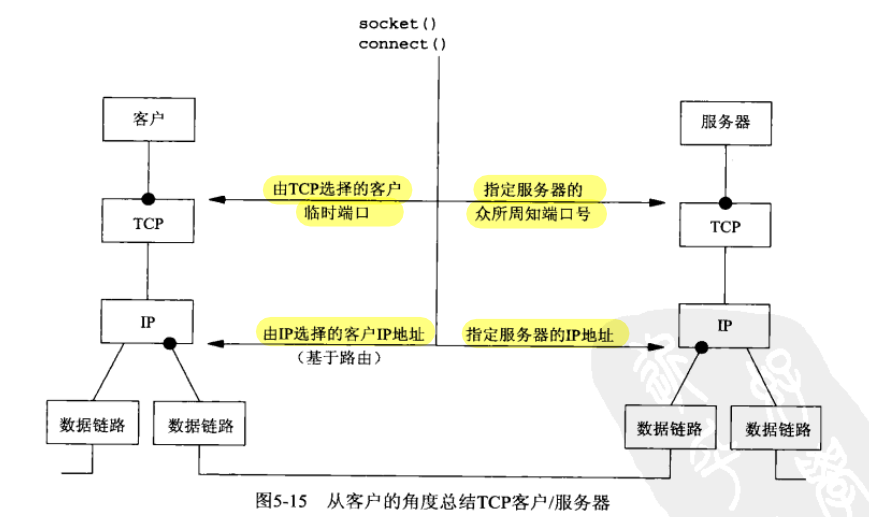 socket()
connect()
客户
服务器
由TCP选择的客户
临时端口
指定服务器的
众所周知端口号
TCP
TCP
IP
IP
由IP选择的客户IP地址
(基于路由)
指定服务器的IP地址
数据链路
数据链路
数据链路
数据链路
图5-15 从客户的角度总结TCP客户/服务器